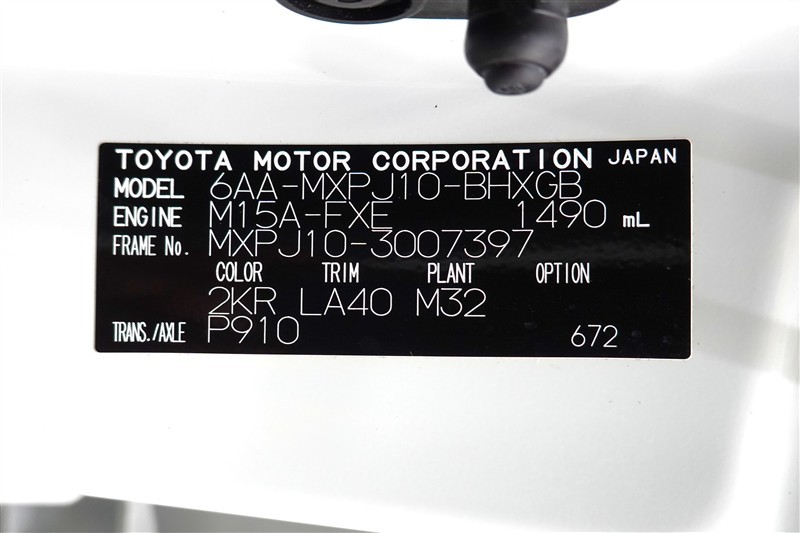 TOYOTA MOTOR CORPORATION JAPAN
MODEL 6AA-MXPJ10-BHXGB
ENGINE M15A-FXE 1490 mL
FRAME No. MXPJ10-3007397
COLOR TRIM PLANT OPTION
2KR LA40 M32
TRANS./AXLE P910 672